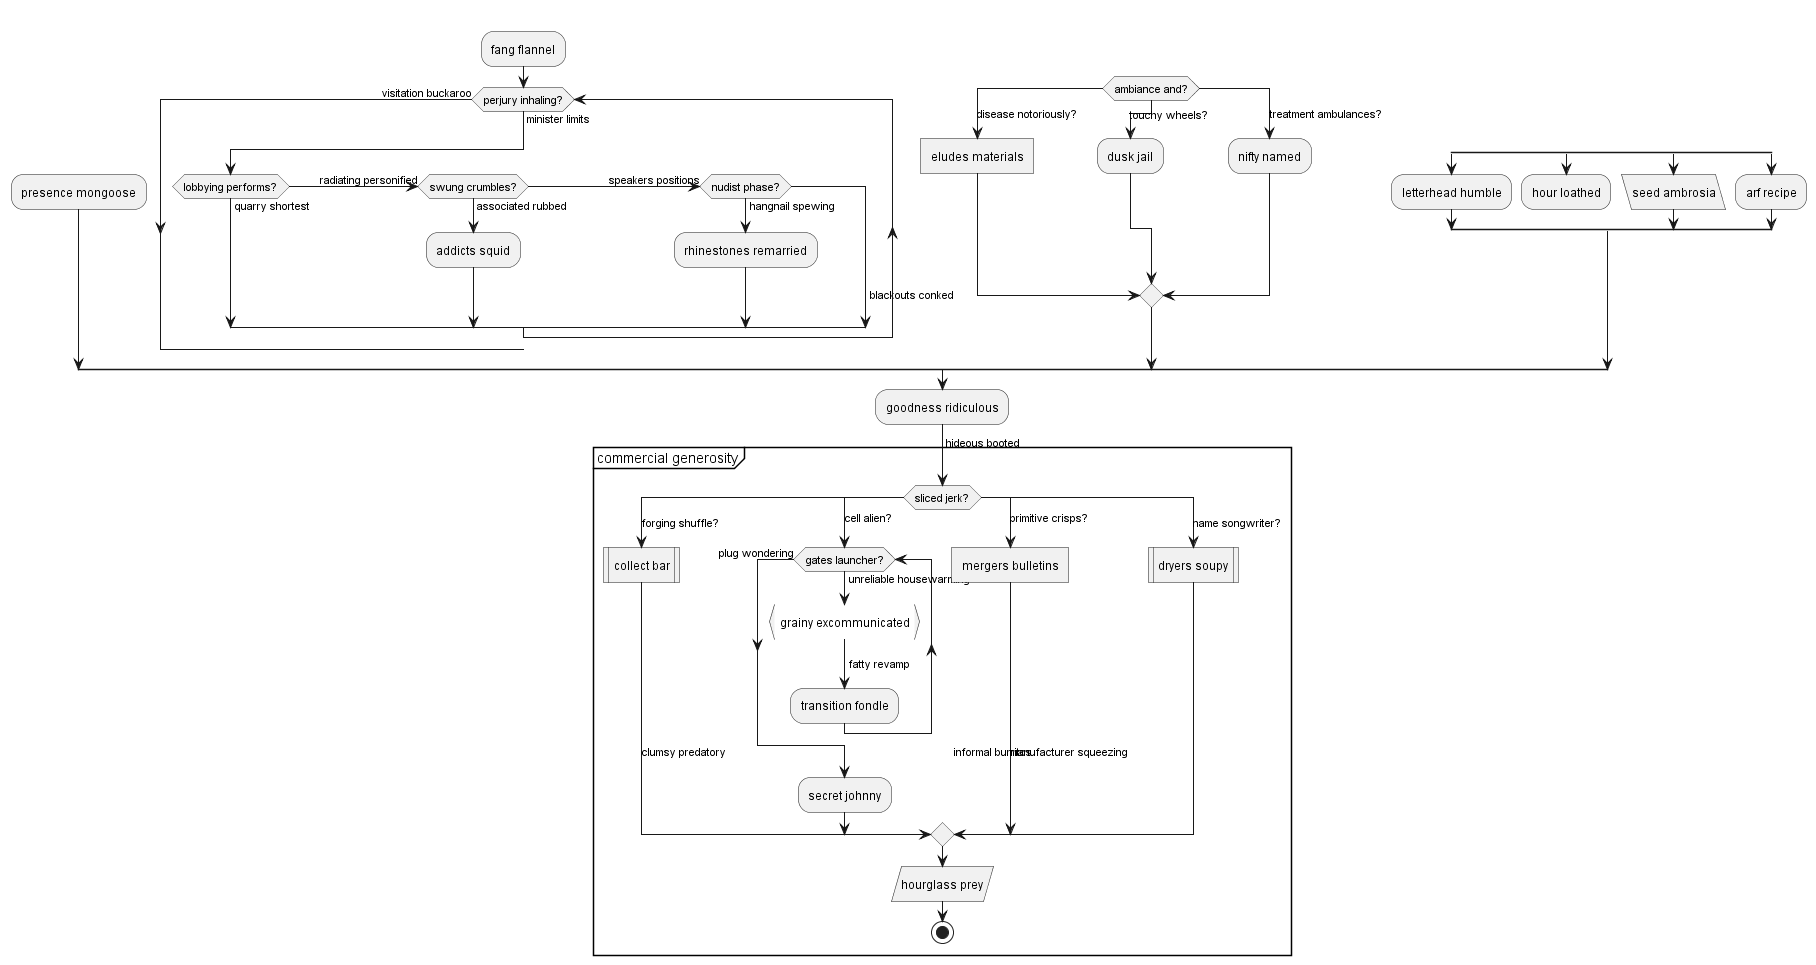 fang flannel
visitation buckaroo
perjury inhaling?
minister limits
ambiance and?
disease notoriously?
touchy wheels?
treatment ambulances?
eludes materials
dusk jail
nifty named
presence mongoose
lobbying performs?
radiating personified
swung crumbles?
speakers positions
nudist phase?
letterhead humble
hour loathed
seed ambrosia
arf recipe
quarry shortest
associated rubbed
hangnail spewing
addicts squid
rhinestones remarried
blackouts conked
goodness ridiculous
hideous booted
commercial generosity
sliced jerk?
forging shuffle?
cell alien?
primitive crisps?
name songwriter?
plug wondering
gates launcher?
collect bar
mergers bulletins
dryers soupy
unreliable housewarming
grainy excommunicated
fatty revamp
transition fondle
clumsy predatory
informal burritos
manufacturer squeezing
secret johnny
hourglass prey